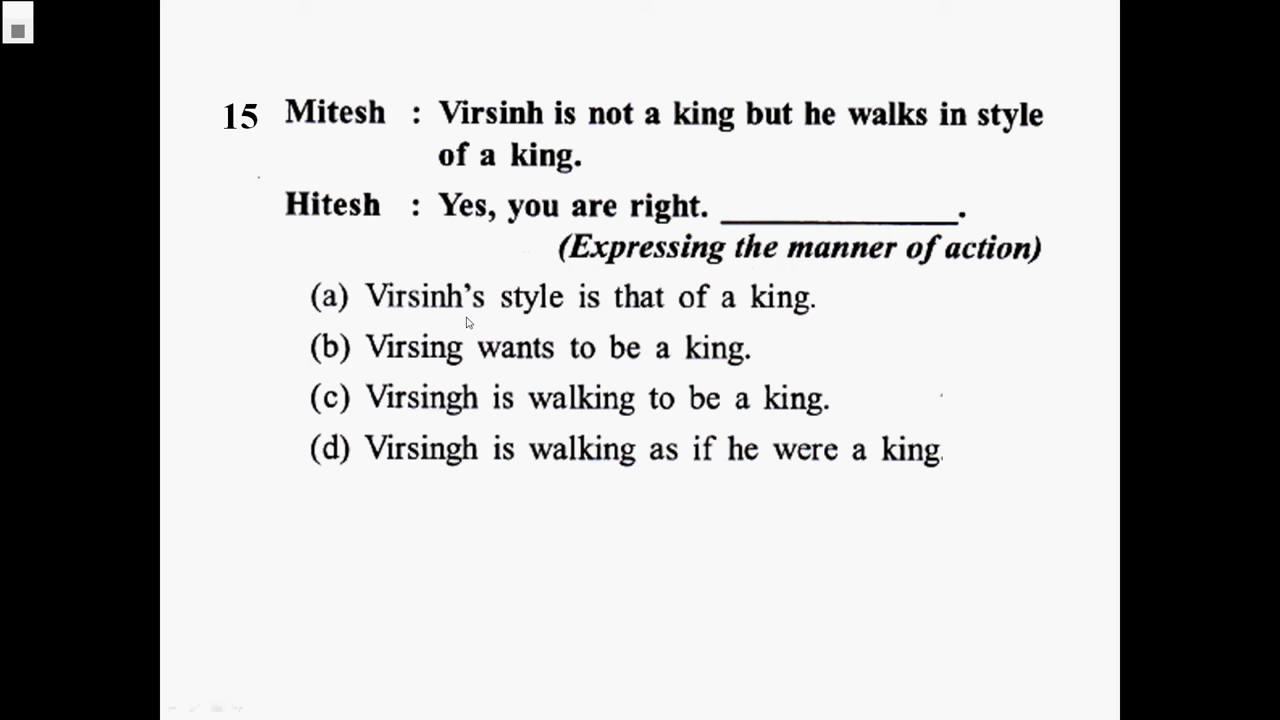 15 Mitesh : Virsinh is not a king but he walks in style
of a king.
Hitesh : Yes, you are right. ____________.
(Expressing the manner of action)
(a) Virsinh's style is that of a king.
(b) Virsing wants to be a king.
(c) Virsingh is walking to be a king.
(d) Virsingh is walking as if he were a king.